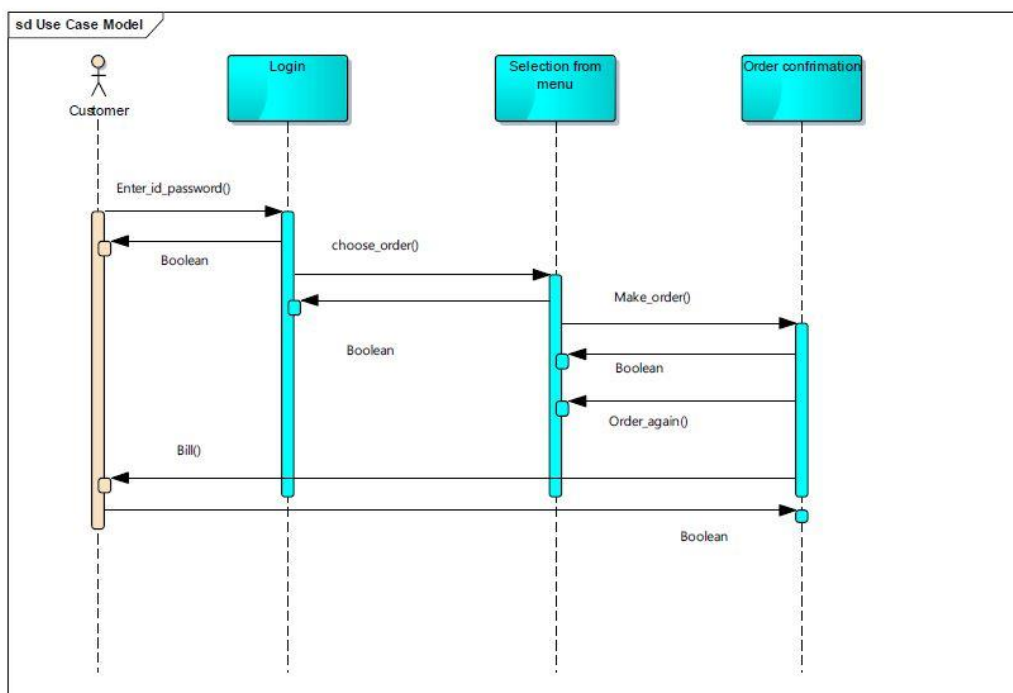 sd Use Case Model
Customer
Login
Selection from
menu
Order confrimation
Enter_id_password()
Boolean
choose_order()
Boolean
Make_order()
Boolean
Order_again()
Bill()
Boolean